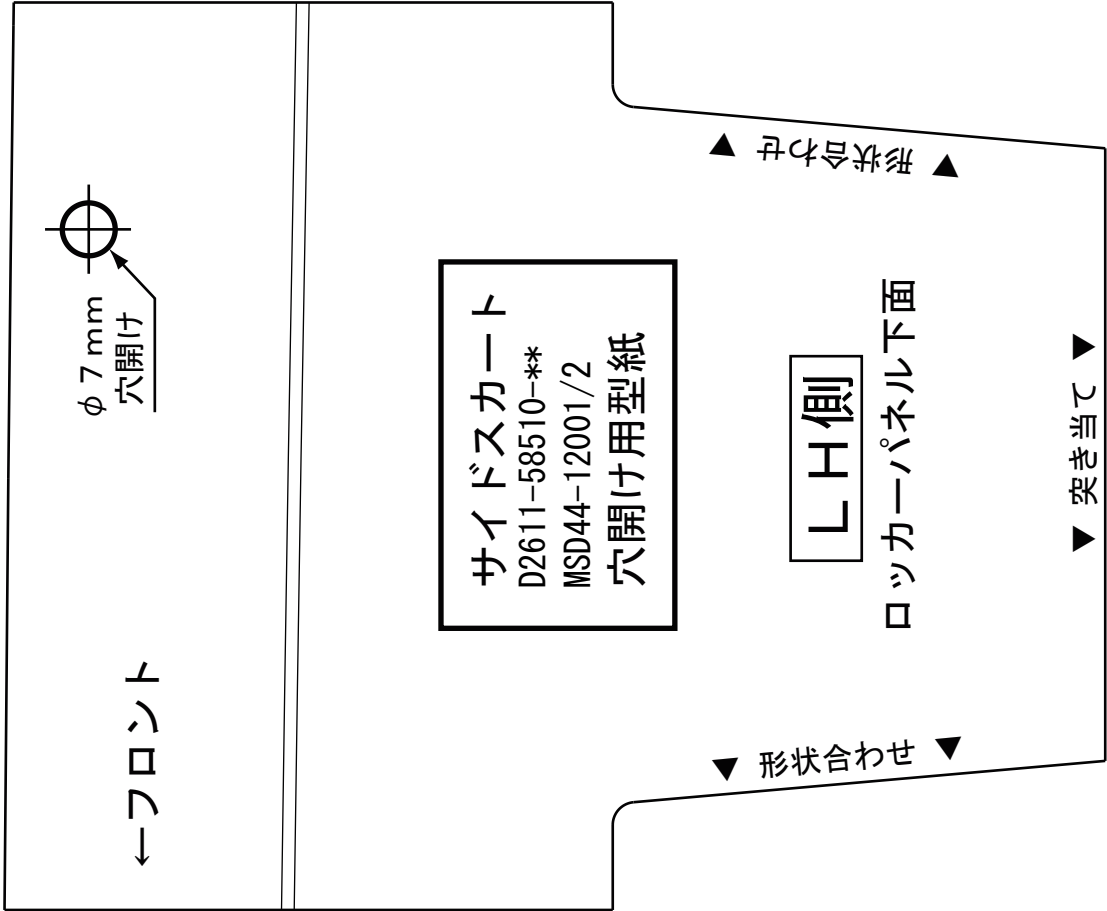 ←フロント
φ7mm
穴開け
サイドスカート
D2611-58510-**
MSD44-12001/2
穴開け用型紙
▲ 形状合わせ ▲
▲ 形状合わせ ▲
LH側
ロッカーパネル下面
▼ 突き当て ▼